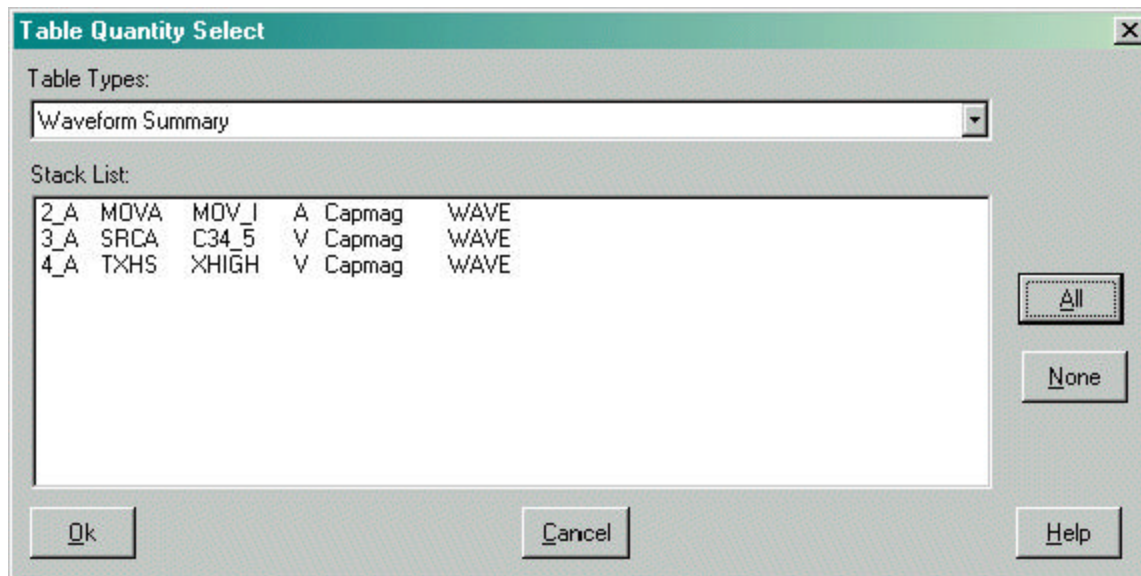 Table Quantity Select
Table Types:
Waveform Summary
Stack List:
2_A MOVA MOV_I A Capmag WAVE
3_A SRCA C34_5 V Capmag WAVE
4_A TXHS XHIGH V Capmag WAVE
All
None
Ok Cancel Help